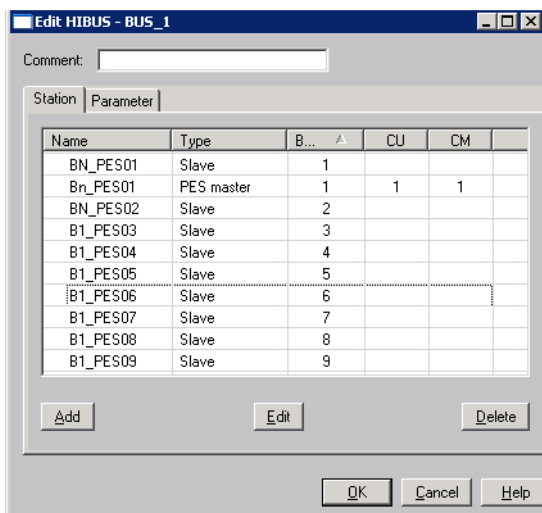 Edit HIBUS - BUS_1
Comment:
Station Parameter
Name Type B... CU CM
BN_PES01 Slave 1
Bn_PES01 PES master 1 1 1
BN_PES02 Slave 2
B1_PES03 Slave 3
B1_PES04 Slave 4
B1_PES05 Slave 5
B1_PES06 Slave 6
B1_PES07 Slave 7
B1_PES08 Slave 8
B1_PES09 Slave 9
Add Edit Delete
OK Cancel Help